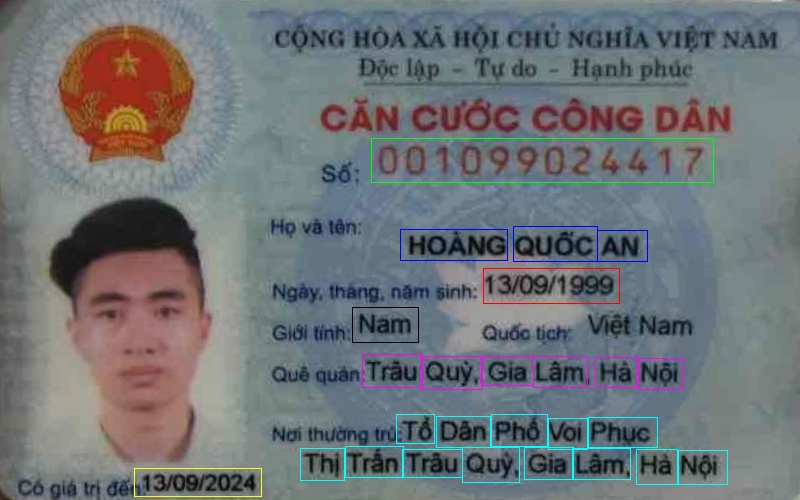 CỘNG HÒA XÃ HỘI CHỦ NGHĨA VIỆT NAM
Độc lập - Tự do - Hạnh phúc
CĂN CƯỚC CÔNG DÂN
Số: 001099024417
Họ và tên: HOÀNG QUỐC AN
Ngày, tháng, năm sinh: 13/09/1999
Giới tính: Nam Quốc tịch: Việt Nam
Quê quán: Trâu Quỳ, Gia Lâm, Hà Nội
Nơi thường trú: Tổ Dân Phố Voi Phục
Thị Trấn Trâu Quỳ, Gia Lâm, Hà Nội
Có giá trị đến: 13/09/2024